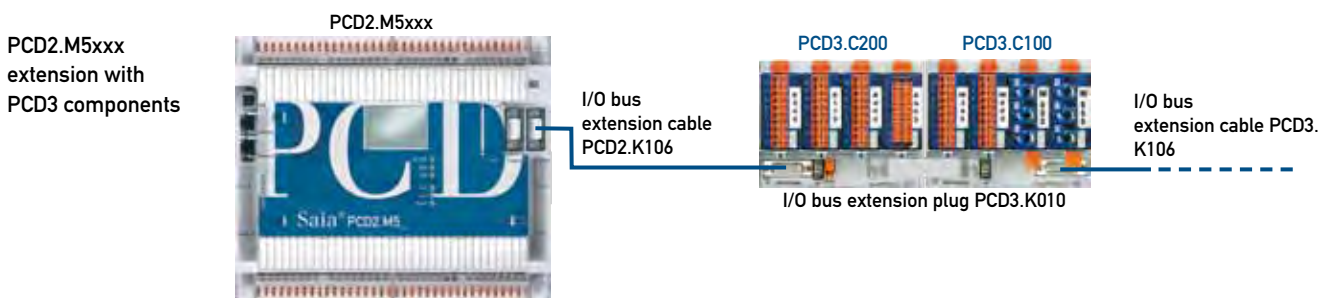 PCD2.M5xxx
extension with
PCD3 components
PCD2.M5xxx
PCD
Saia® PCD2.M5_
I/O bus
extension cable
PCD2.K106
PCD3.C200
PCD3.C100
I/O bus extension plug PCD3.K010
I/O bus
extension cable PCD3.
K106